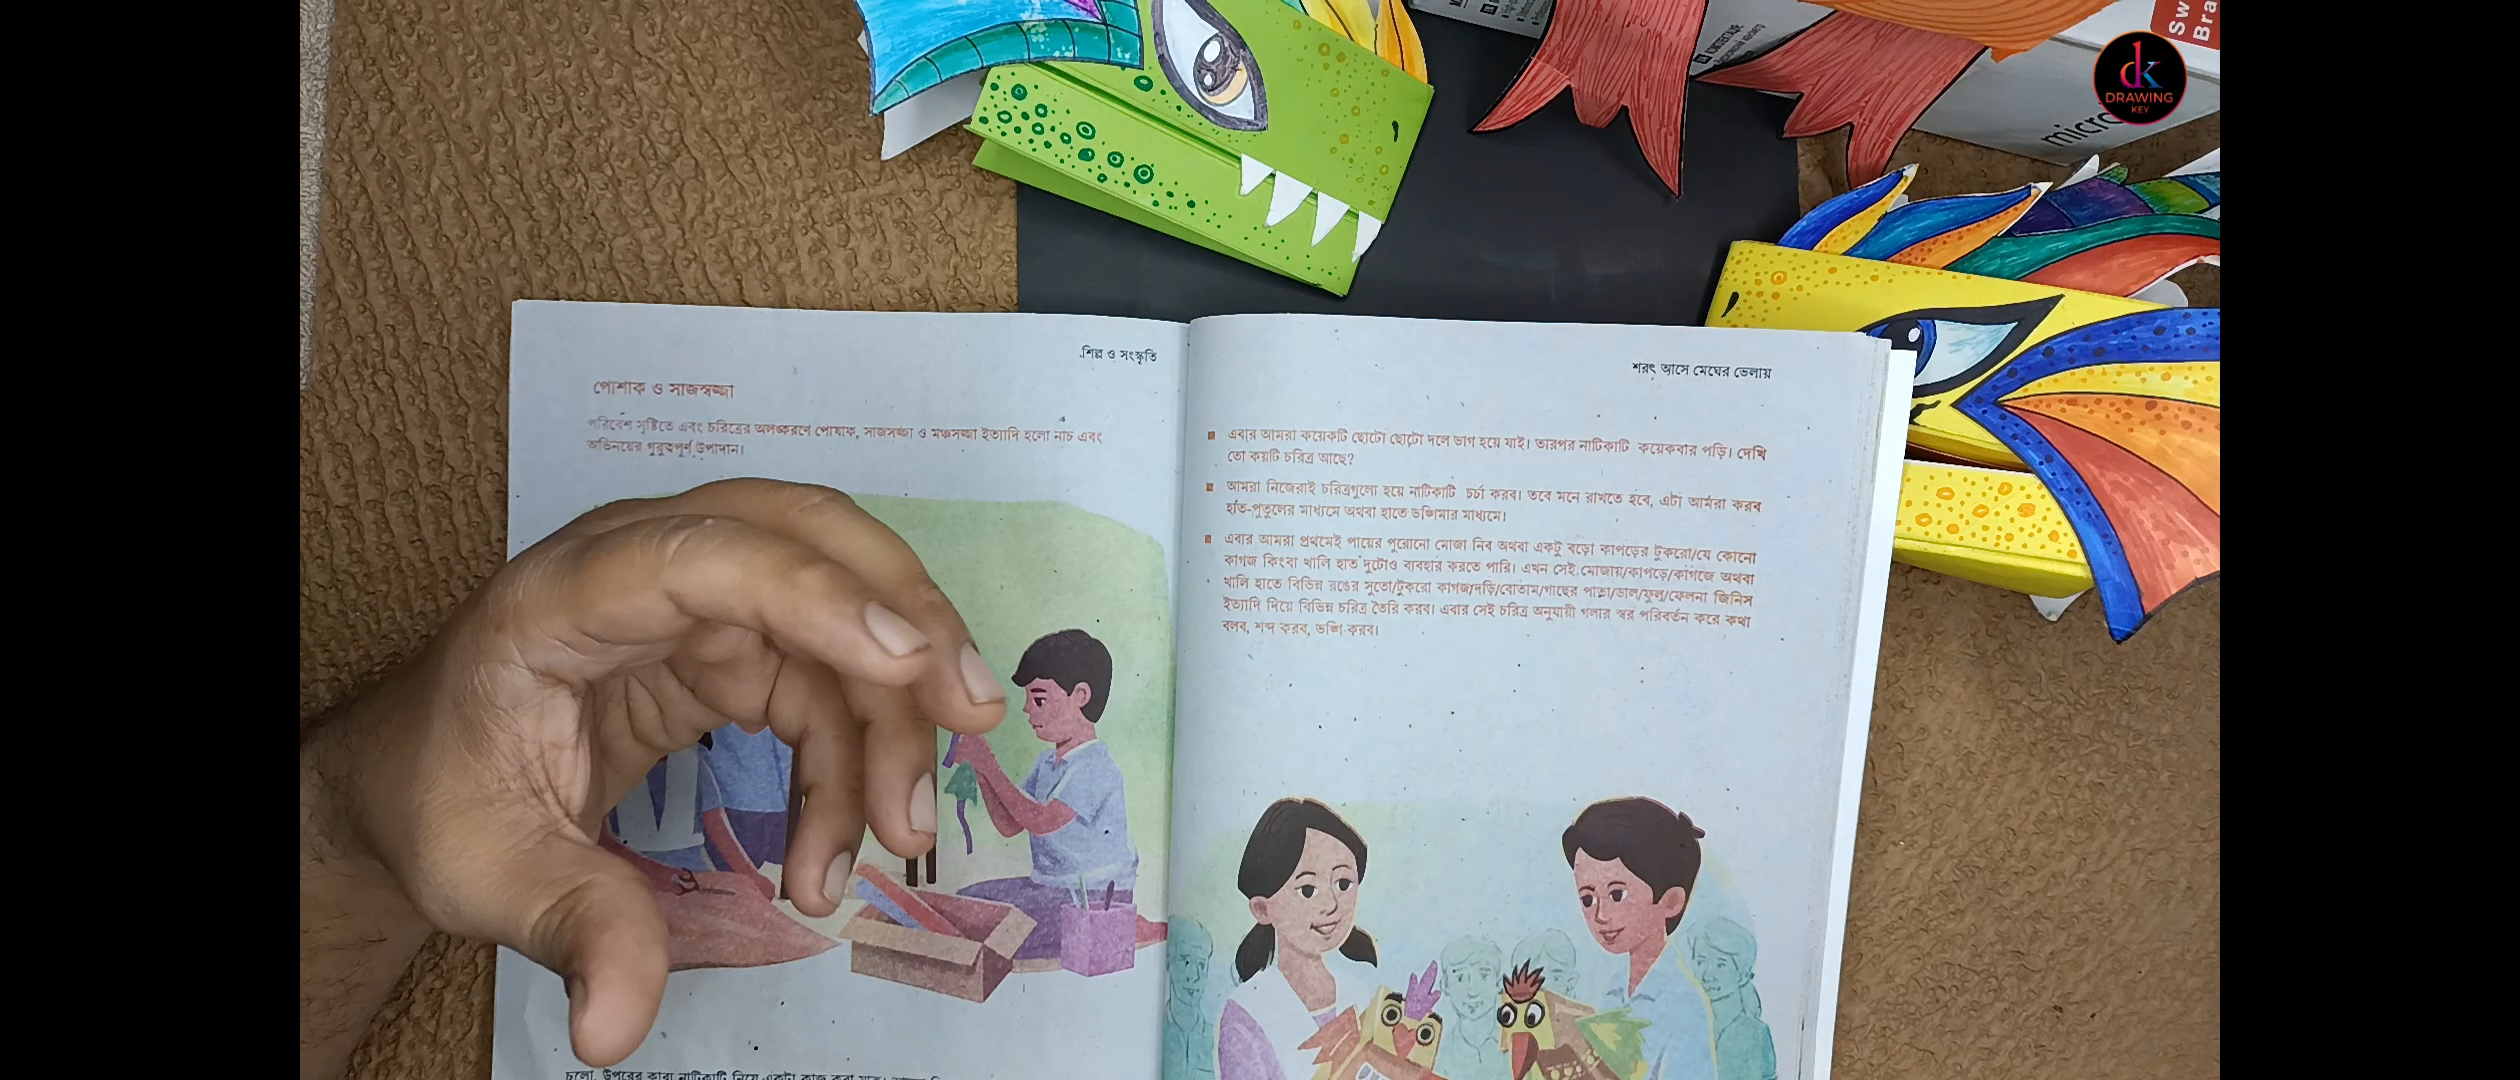 শিল্প ও সংস্কৃতি
পোশাক ও সাজস্বজ্জা
পরিবেশ সৃষ্টিতে এবং চরিত্রের অলঙ্করণে পোষাক, সাজসজ্জা ও মঞ্চসজ্জা ইত্যাদি হলো নাচ এবং
অভিনয়ের গুরুত্বপূর্ণ উপাদান।
শরৎ আসে মেঘের ভেলায়
এবার আমরা কয়েকটি ছোটো ছোটো দলে ভাগ হয়ে যাই। তারপর নাটিকাটি কয়েকবার পড়ি। দেখি
তো কয়টি চরিত্র আছে?
আমরা নিজেরাই চরিত্রগুলো হয়ে নাটিকাটি চর্চা করব। তবে মনে রাখতে হবে, এটা আমরা করব
হাত-পুতুলের মাধ্যমে অথবা হাতে ভঙ্গিমার মাধ্যমে।
এবার আমরা প্রথমেই পায়ের পুরোনো মোজা নিব অথবা একটু বড়ো কাপড়ের টুকরো/যে কোনো
কাগজ কিংবা খালি হাত দুটোও ব্যবহার করতে পারি। এখন সেই মোজায়/কাপড়ে/কাগজে অথবা
খালি হাতে বিভিন্ন রঙের সুতো/টুকরো কাগজ/দড়ি/বোতাম/গাছের পাতা/ডাল/ফুল/ফেলনা জিনিস
ইত্যাদি দিয়ে বিভিন্ন চরিত্র তৈরি করব। এবার সেই চরিত্র অনুযায়ী গলার স্বর পরিবর্তন করে কথা
বলব, শব্দ করব, ভঙ্গি করব।
dk
DRAWING
KEY